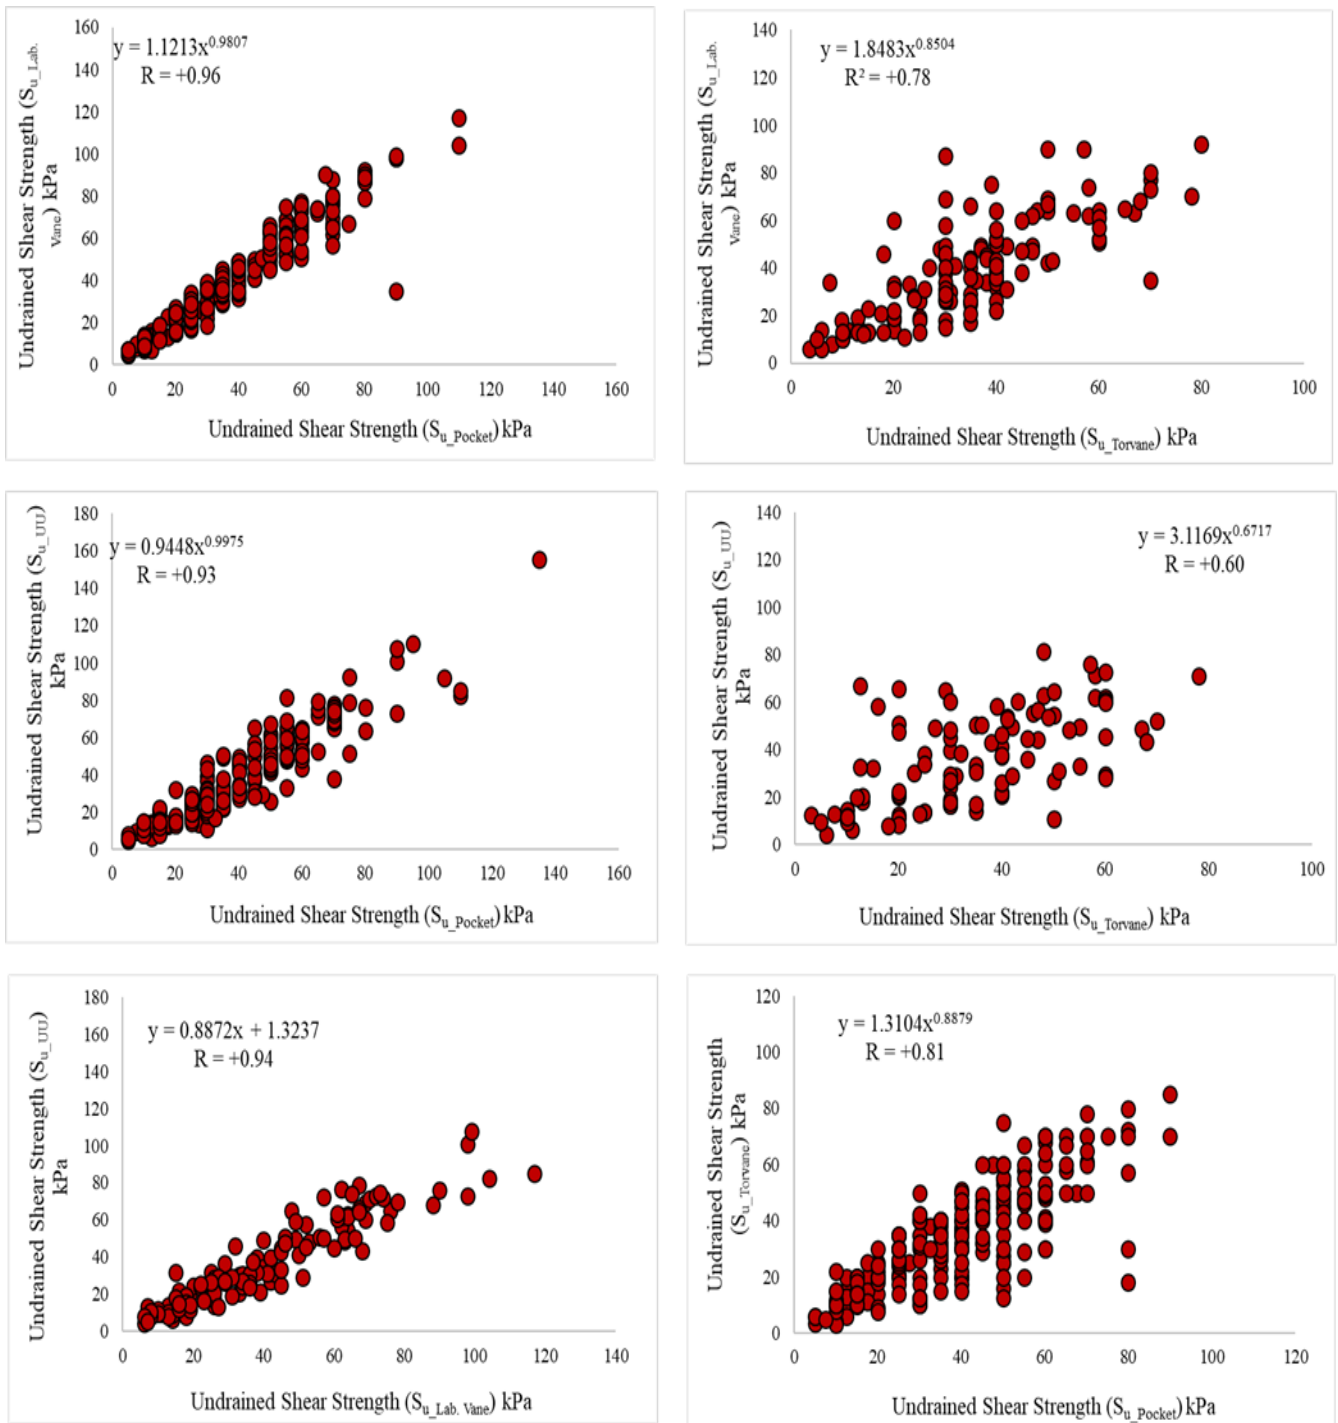 160
140
120
100
80
60
40
20
0
y = 1.1213x^0.9807
R = +0.96
Undrained Shear Strength (S_u_Lab.
Vane) kPa
0 20 40 60 80 100 120 140 160
Undrained Shear Strength (S_u_Pocket) kPa
140
120
100
80
60
40
20
0
y = 1.8483x^0.8504
R² = +0.78
Undrained Shear Strength (S_u_Lab.
Vane) kPa
0 20 40 60 80 100
Undrained Shear Strength (S_u_Torvane) kPa
180
160
140
120
100
80
60
40
20
0
y = 0.9448x^0.9975
R = +0.93
Undrained Shear Strength (S_u_UU)
kPa
0 20 40 60 80 100 120 140 160
Undrained Shear Strength (S_u_Pocket) kPa
140
120
100
80
60
40
20
0
y = 3.1169x^0.6717
R = +0.60
Undrained Shear Strength (S_u_UU)
kPa
0 20 40 60 80 100
Undrained Shear Strength (S_u_Torvane) kPa
180
160
140
120
100
80
60
40
20
0
y = 0.8872x + 1.3237
R = +0.94
Undrained Shear Strength (S_u_UU)
kPa
0 20 40 60 80 100 120 140
Undrained Shear Strength (S_u_Lab. Vane) kPa
120
100
80
60
40
20
0
y = 1.3104x^0.8879
R = +0.81
Undrained Shear Strength
(S_u_Torvane) kPa
0 20 40 60 80 100 120
Undrained Shear Strength (S_u_Pocket) kPa